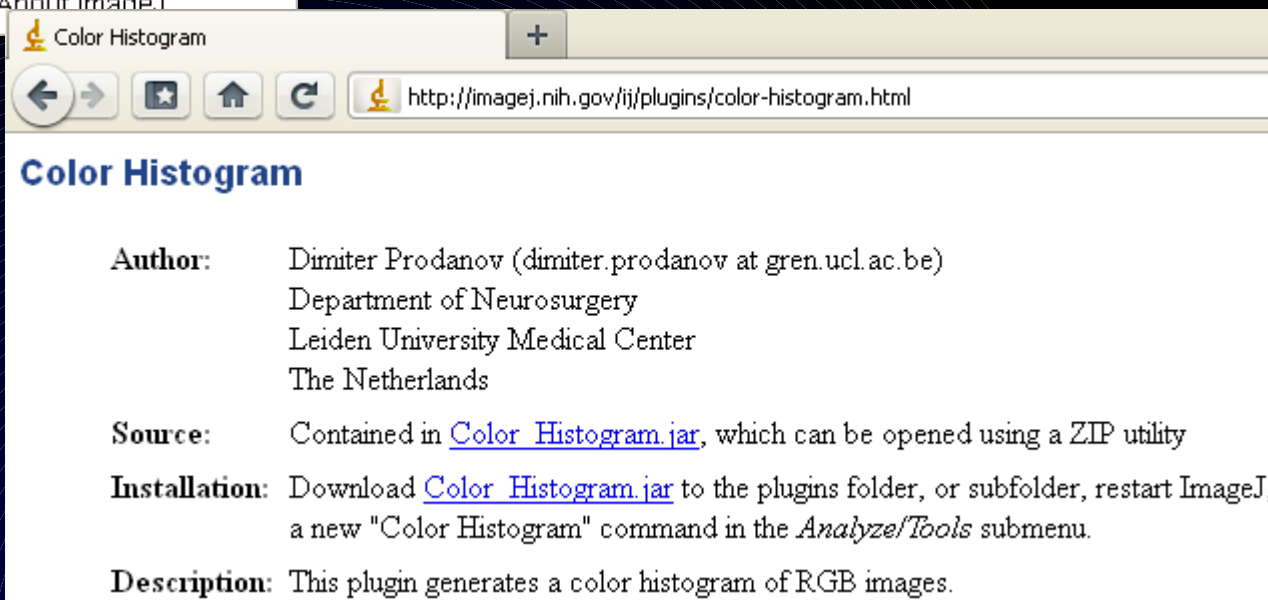 About ImageJ
Color Histogram
http://imagej.nih.gov/ij/plugins/color-histogram.html
Color Histogram
Author: Dimiter Prodanov (dimiter.prodanov at gren.ucl.ac.be)
Department of Neurosurgery
Leiden University Medical Center
The Netherlands
Source: Contained in Color_Histogram.jar, which can be opened using a ZIP utility
Installation: Download Color_Histogram.jar to the plugins folder, or subfolder, restart ImageJ,
a new "Color Histogram" command in the Analyze/Tools submenu.
Description: This plugin generates a color histogram of RGB images.